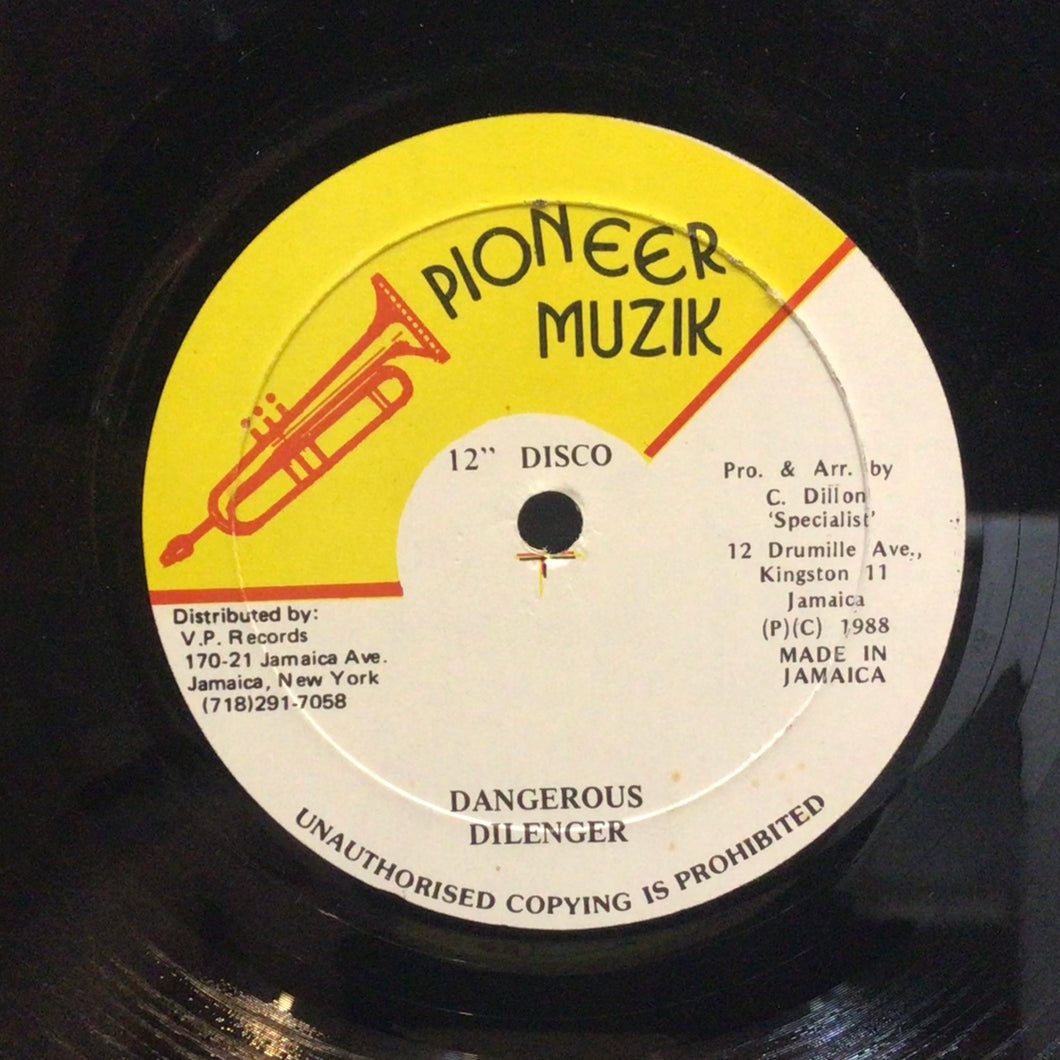 PIONEER
MUZIK
12” DISCO
Pro. & Arr. by
C. Dillon
‘Specialist’
12 Drumille Ave.,
Kingston 11
Jamaica
(P)(C) 1988
MADE IN
JAMAICA
Distributed by:
V.P. Records
170-21 Jamaica Ave.
Jamaica, New York
(718)291-7058
DANGEROUS
DILENGER
UNAUTHORISED COPYING IS PROHIBITED